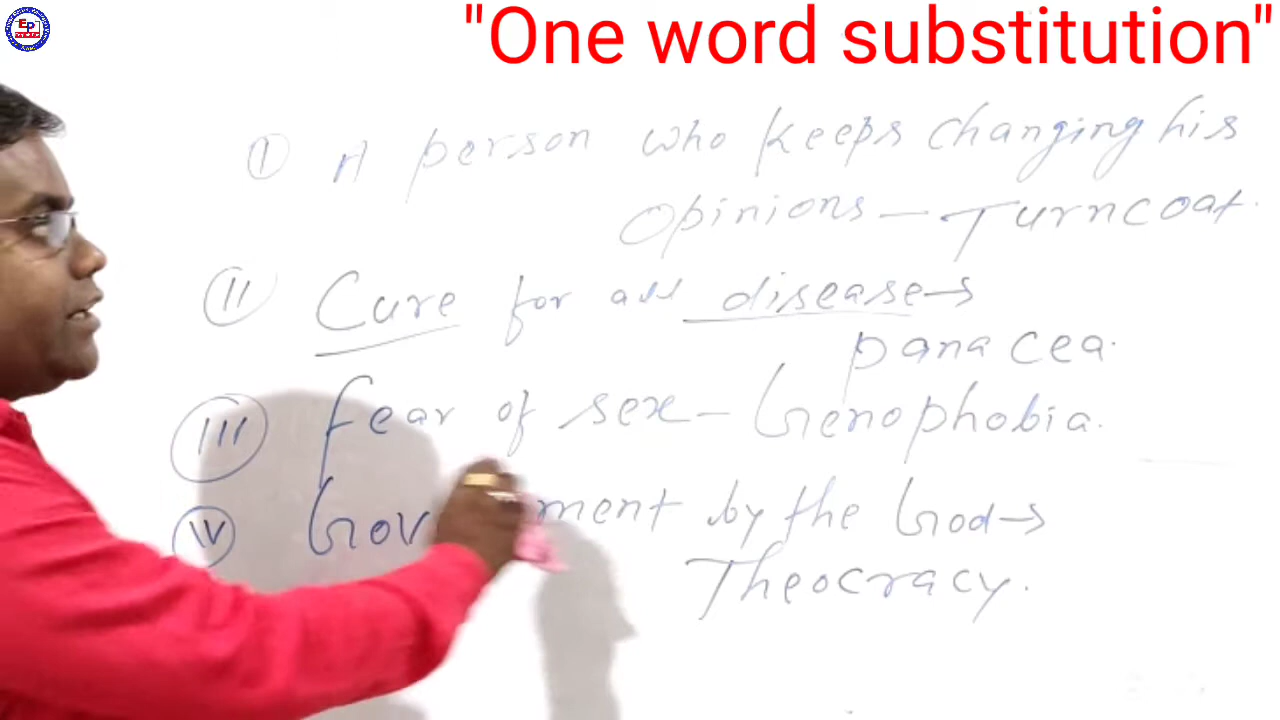 "One word substitution"
EP
I A person who keeps changing his
Opinions – Turncoat.
II Cure for all disease →
panacea.
III fear of sex – Genophobia.
IV Gov ment by the God →
Theocracy.